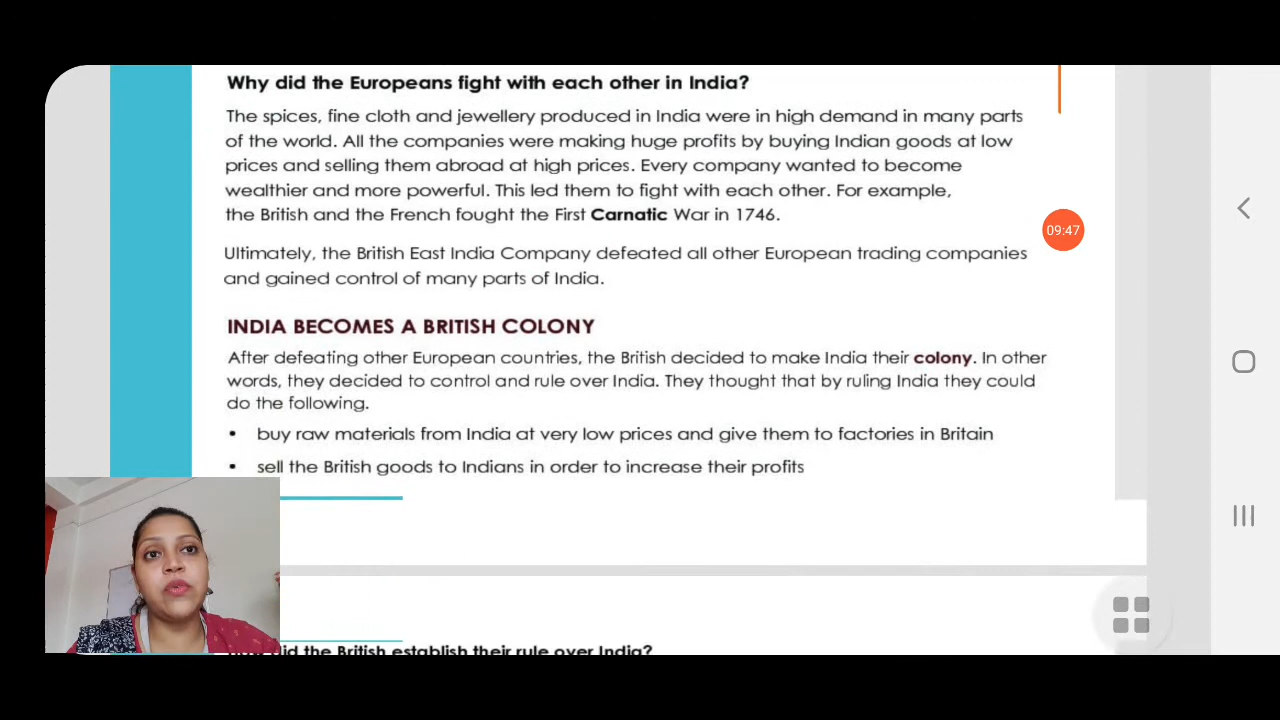 Why did the Europeans fight with each other in India?
The spices, fine cloth and jewellery produced in India were in high demand in many parts
of the world. All the companies were making huge profits by buying Indian goods at low
prices and selling them abroad at high prices. Every company wanted to become
wealthier and more powerful. This led them to fight with each other. For example,
the British and the French fought the First Carnatic War in 1746.
09:47
Ultimately, the British East India Company defeated all other European trading companies
and gained control of many parts of India.
INDIA BECOMES A BRITISH COLONY
After defeating other European countries, the British decided to make India their colony. In other
words, they decided to control and rule over India. They thought that by ruling India they could
do the following.
• buy raw materials from India at very low prices and give them to factories in Britain
• sell the British goods to Indians in order to increase their profits
did the British establish their rule over India?